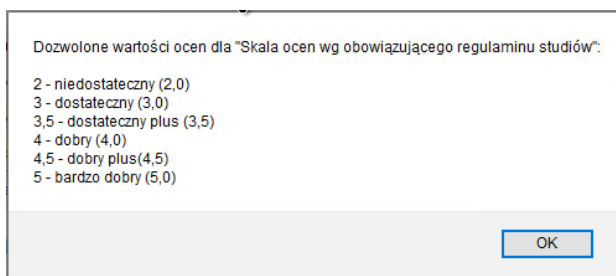 Dozwolone wartości ocen dla "Skala ocen wg obowiązującego regulaminu studiów":
2 - niedostateczny (2,0)
3 - dostateczny (3,0)
3,5 - dostateczny plus (3,5)
4 - dobry (4,0)
4,5 - dobry plus(4,5)
5 - bardzo dobry (5,0)
OK